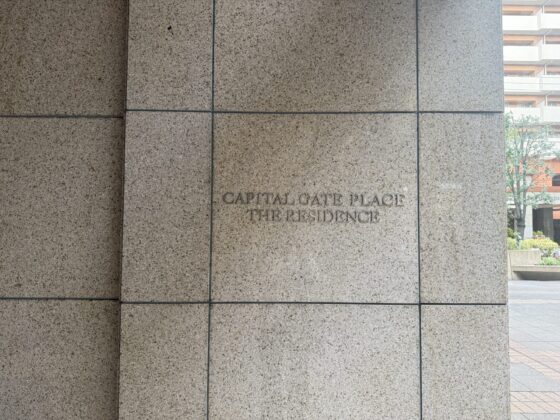 CAPITAL GATE PLACE
THE RESIDENCE